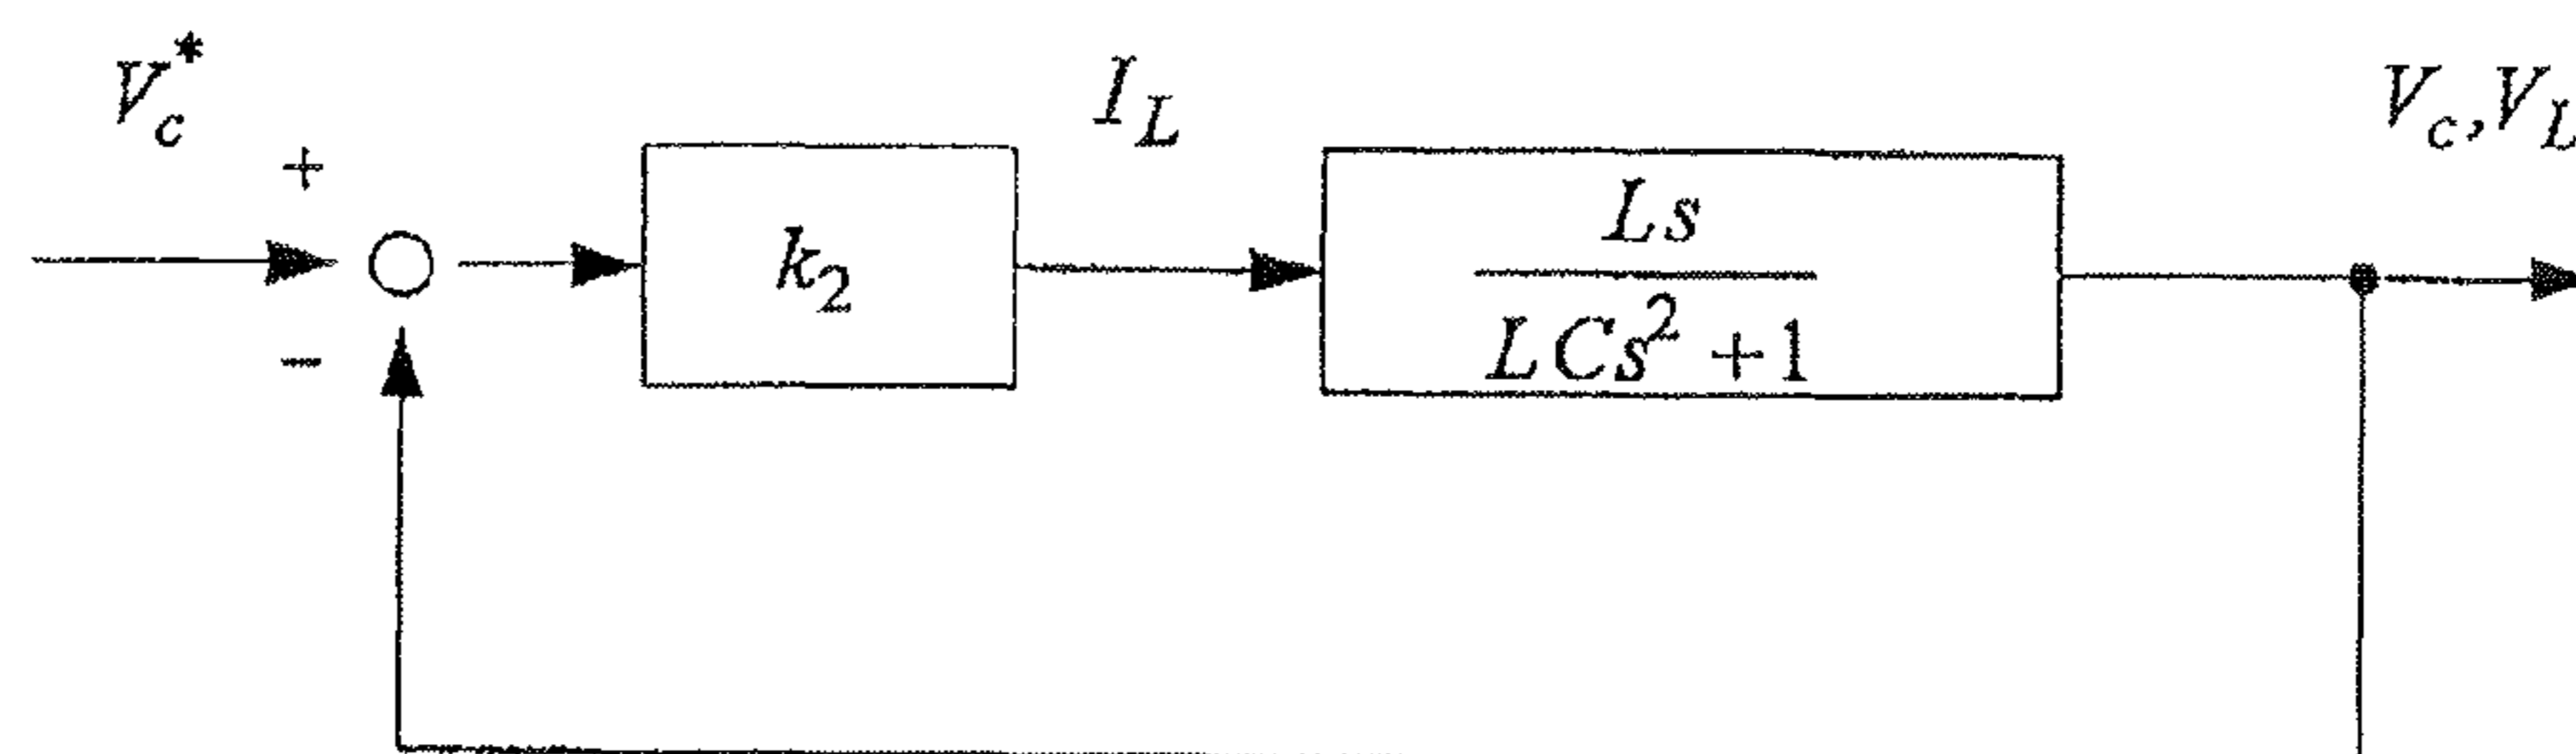 V_c^*
+
−
k_2
I_L
Ls
LCs^2 + 1
V_c, V_L